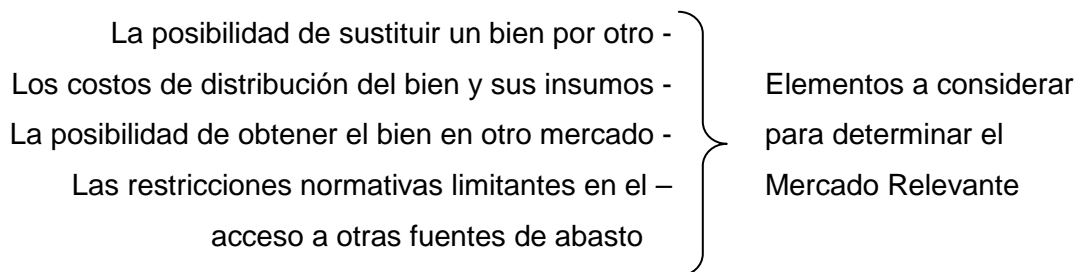 La posibilidad de sustituir un bien por otro -
Los costos de distribución del bien y sus insumos -
La posibilidad de obtener el bien en otro mercado -
Las restricciones normativas limitantes en el –
acceso a otras fuentes de abasto
Elementos a considerar
para determinar el
Mercado Relevante